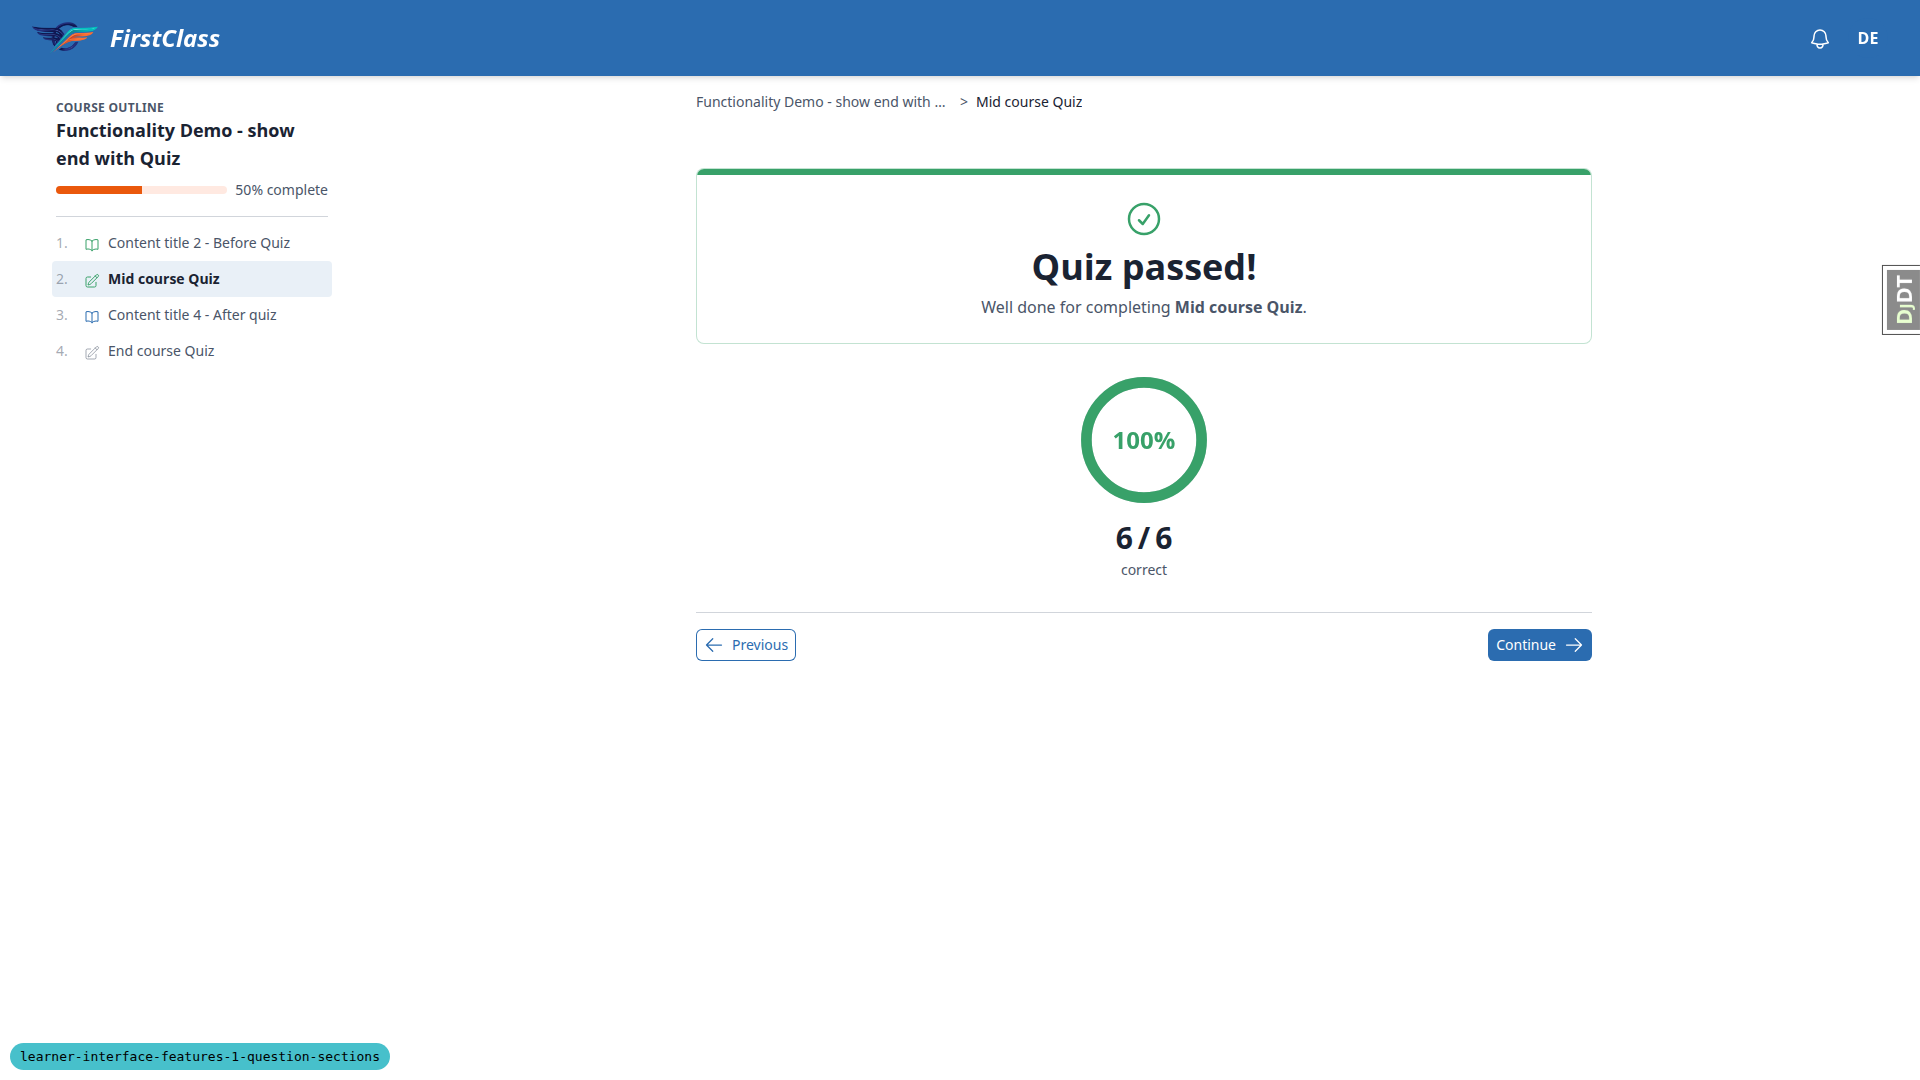 FirstClass
DE
COURSE OUTLINE
Functionality Demo - show
end with Quiz
50% complete
1. Content title 2 - Before Quiz
2. Mid course Quiz
3. Content title 4 - After quiz
4. End course Quiz
Functionality Demo - show end with ... > Mid course Quiz
Quiz passed!
Well done for completing Mid course Quiz.
100%
6 / 6
correct
Previous
Continue
DJDT
learner-interface-features-1-question-sections